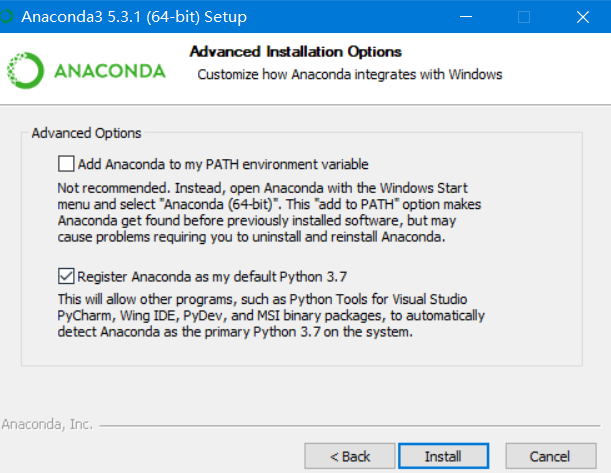 Anaconda3 5.3.1 (64-bit) Setup
Advanced Installation Options
Customize how Anaconda integrates with Windows
ANACONDA
Advanced Options
Add Anaconda to my PATH environment variable
Not recommended. Instead, open Anaconda with the Windows Start
menu and select "Anaconda (64-bit)". This "add to PATH" option makes
Anaconda get found before previously installed software, but may
cause problems requiring you to uninstall and reinstall Anaconda.
Register Anaconda as my default Python 3.7
This will allow other programs, such as Python Tools for Visual Studio
PyCharm, Wing IDE, PyDev, and MSI binary packages, to automatically
detect Anaconda as the primary Python 3.7 on the system.
Anaconda, Inc.
< Back
Install
Cancel